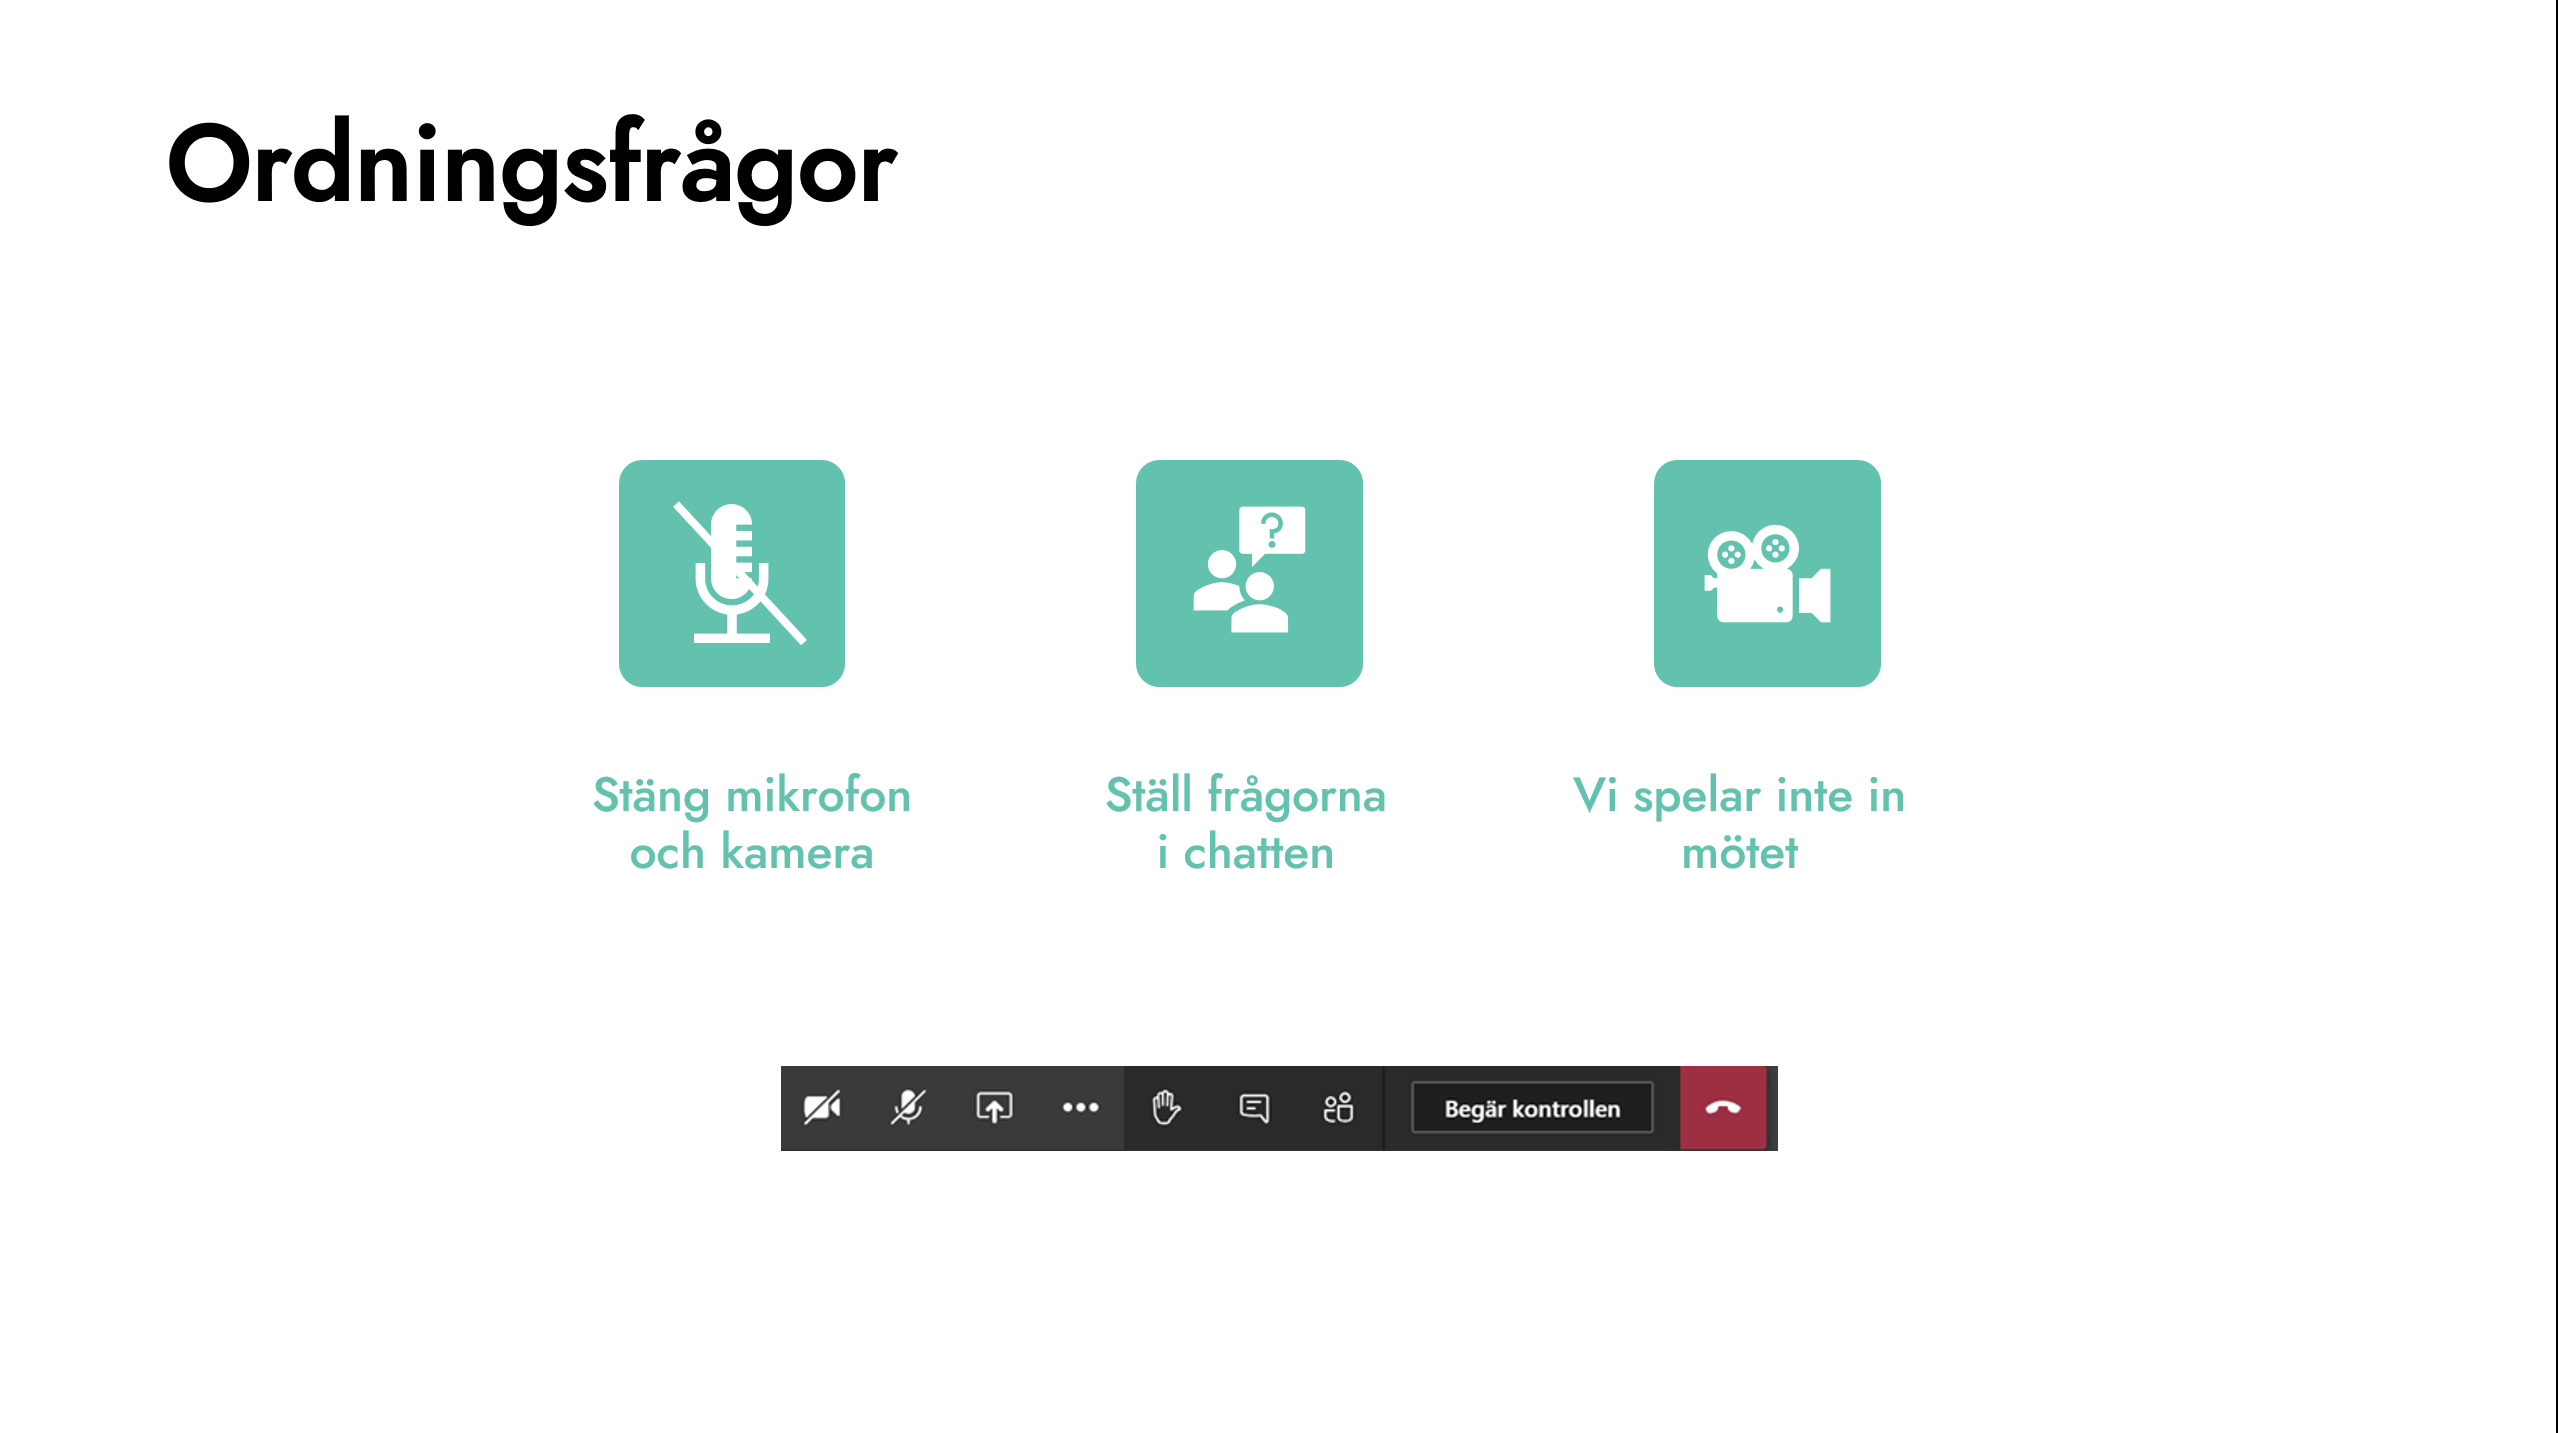 Ordningsfrågor
Stäng mikrofon
och kamera
Ställ frågorna
i chatten
Vi spelar inte in
mötet
Begär kontrollen